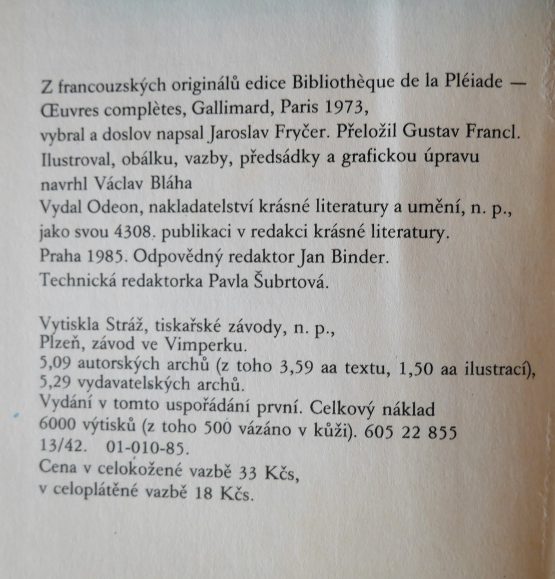 Z francouzských originálů edice Bibliothèque de la Pléiade —
Œuvres complètes, Gallimard, Paris 1973,
vybral a doslov napsal Jaroslav Fryčer. Přeložil Gustav Francl.
Ilustroval, obálku, vazby, předsádky a grafickou úpravu
navrhl Václav Bláha
Vydal Odeon, nakladatelství krásné literatury a umění, n. p.,
jako svou 4308. publikaci v redakci krásné literatury.
Praha 1985. Odpovědný redaktor Jan Binder.
Technická redaktorka Pavla Šubrtová.
Vytiskla Stráž, tiskařské závody, n. p.,
Plzeň, závod ve Vimperku.
5,09 autorských archů (z toho 3,59 aa textu, 1,50 aa ilustrací),
5,29 vydavatelských archů.
Vydání v tomto uspořádání první. Celkový náklad
6000 výtisků (z toho 500 vázáno v kůži). 605 22 855
13/42. 01-010-85.
Cena v celokožené vazbě 33 Kčs,
v celoplátěné vazbě 18 Kčs.